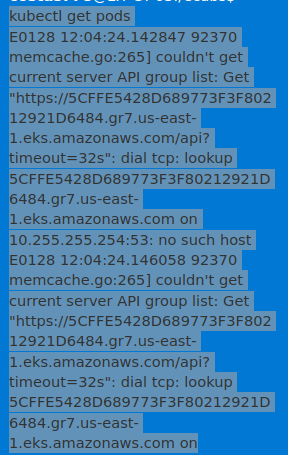 kubectl get pods
E0128 12:04:24.142847 92370
memcache.go:265] couldn't get
current server API group list: Get
"https://5CFFE5428D689773F3F802
12921D6484.gr7.us-east-
1.eks.amazonaws.com/api?
timeout=32s": dial tcp: lookup
5CFFE5428D689773F3F80212921D
6484.gr7.us-east-
1.eks.amazonaws.com on
10.255.255.254:53: no such host
E0128 12:04:24.146058 92370
memcache.go:265] couldn't get
current server API group list: Get
"https://5CFFE5428D689773F3F802
12921D6484.gr7.us-east-
1.eks.amazonaws.com/api?
timeout=32s": dial tcp: lookup
5CFFE5428D689773F3F80212921D
6484.gr7.us-east-
1.eks.amazonaws.com on